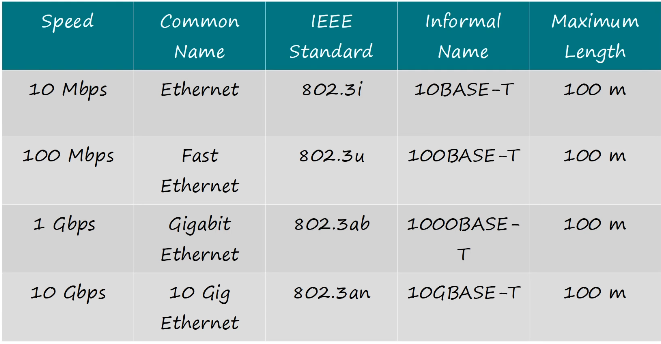 Speed Common Name IEEE Standard Informal Name Maximum Length
10 Mbps Ethernet 802.3i 10BASE-T 100 m
100 Mbps Fast Ethernet 802.3u 100BASE-T 100 m
1 Gbps Gigabit Ethernet 802.3ab 1000BASE-T 100 m
10 Gbps 10 Gig Ethernet 802.3an 10GBASE-T 100 m